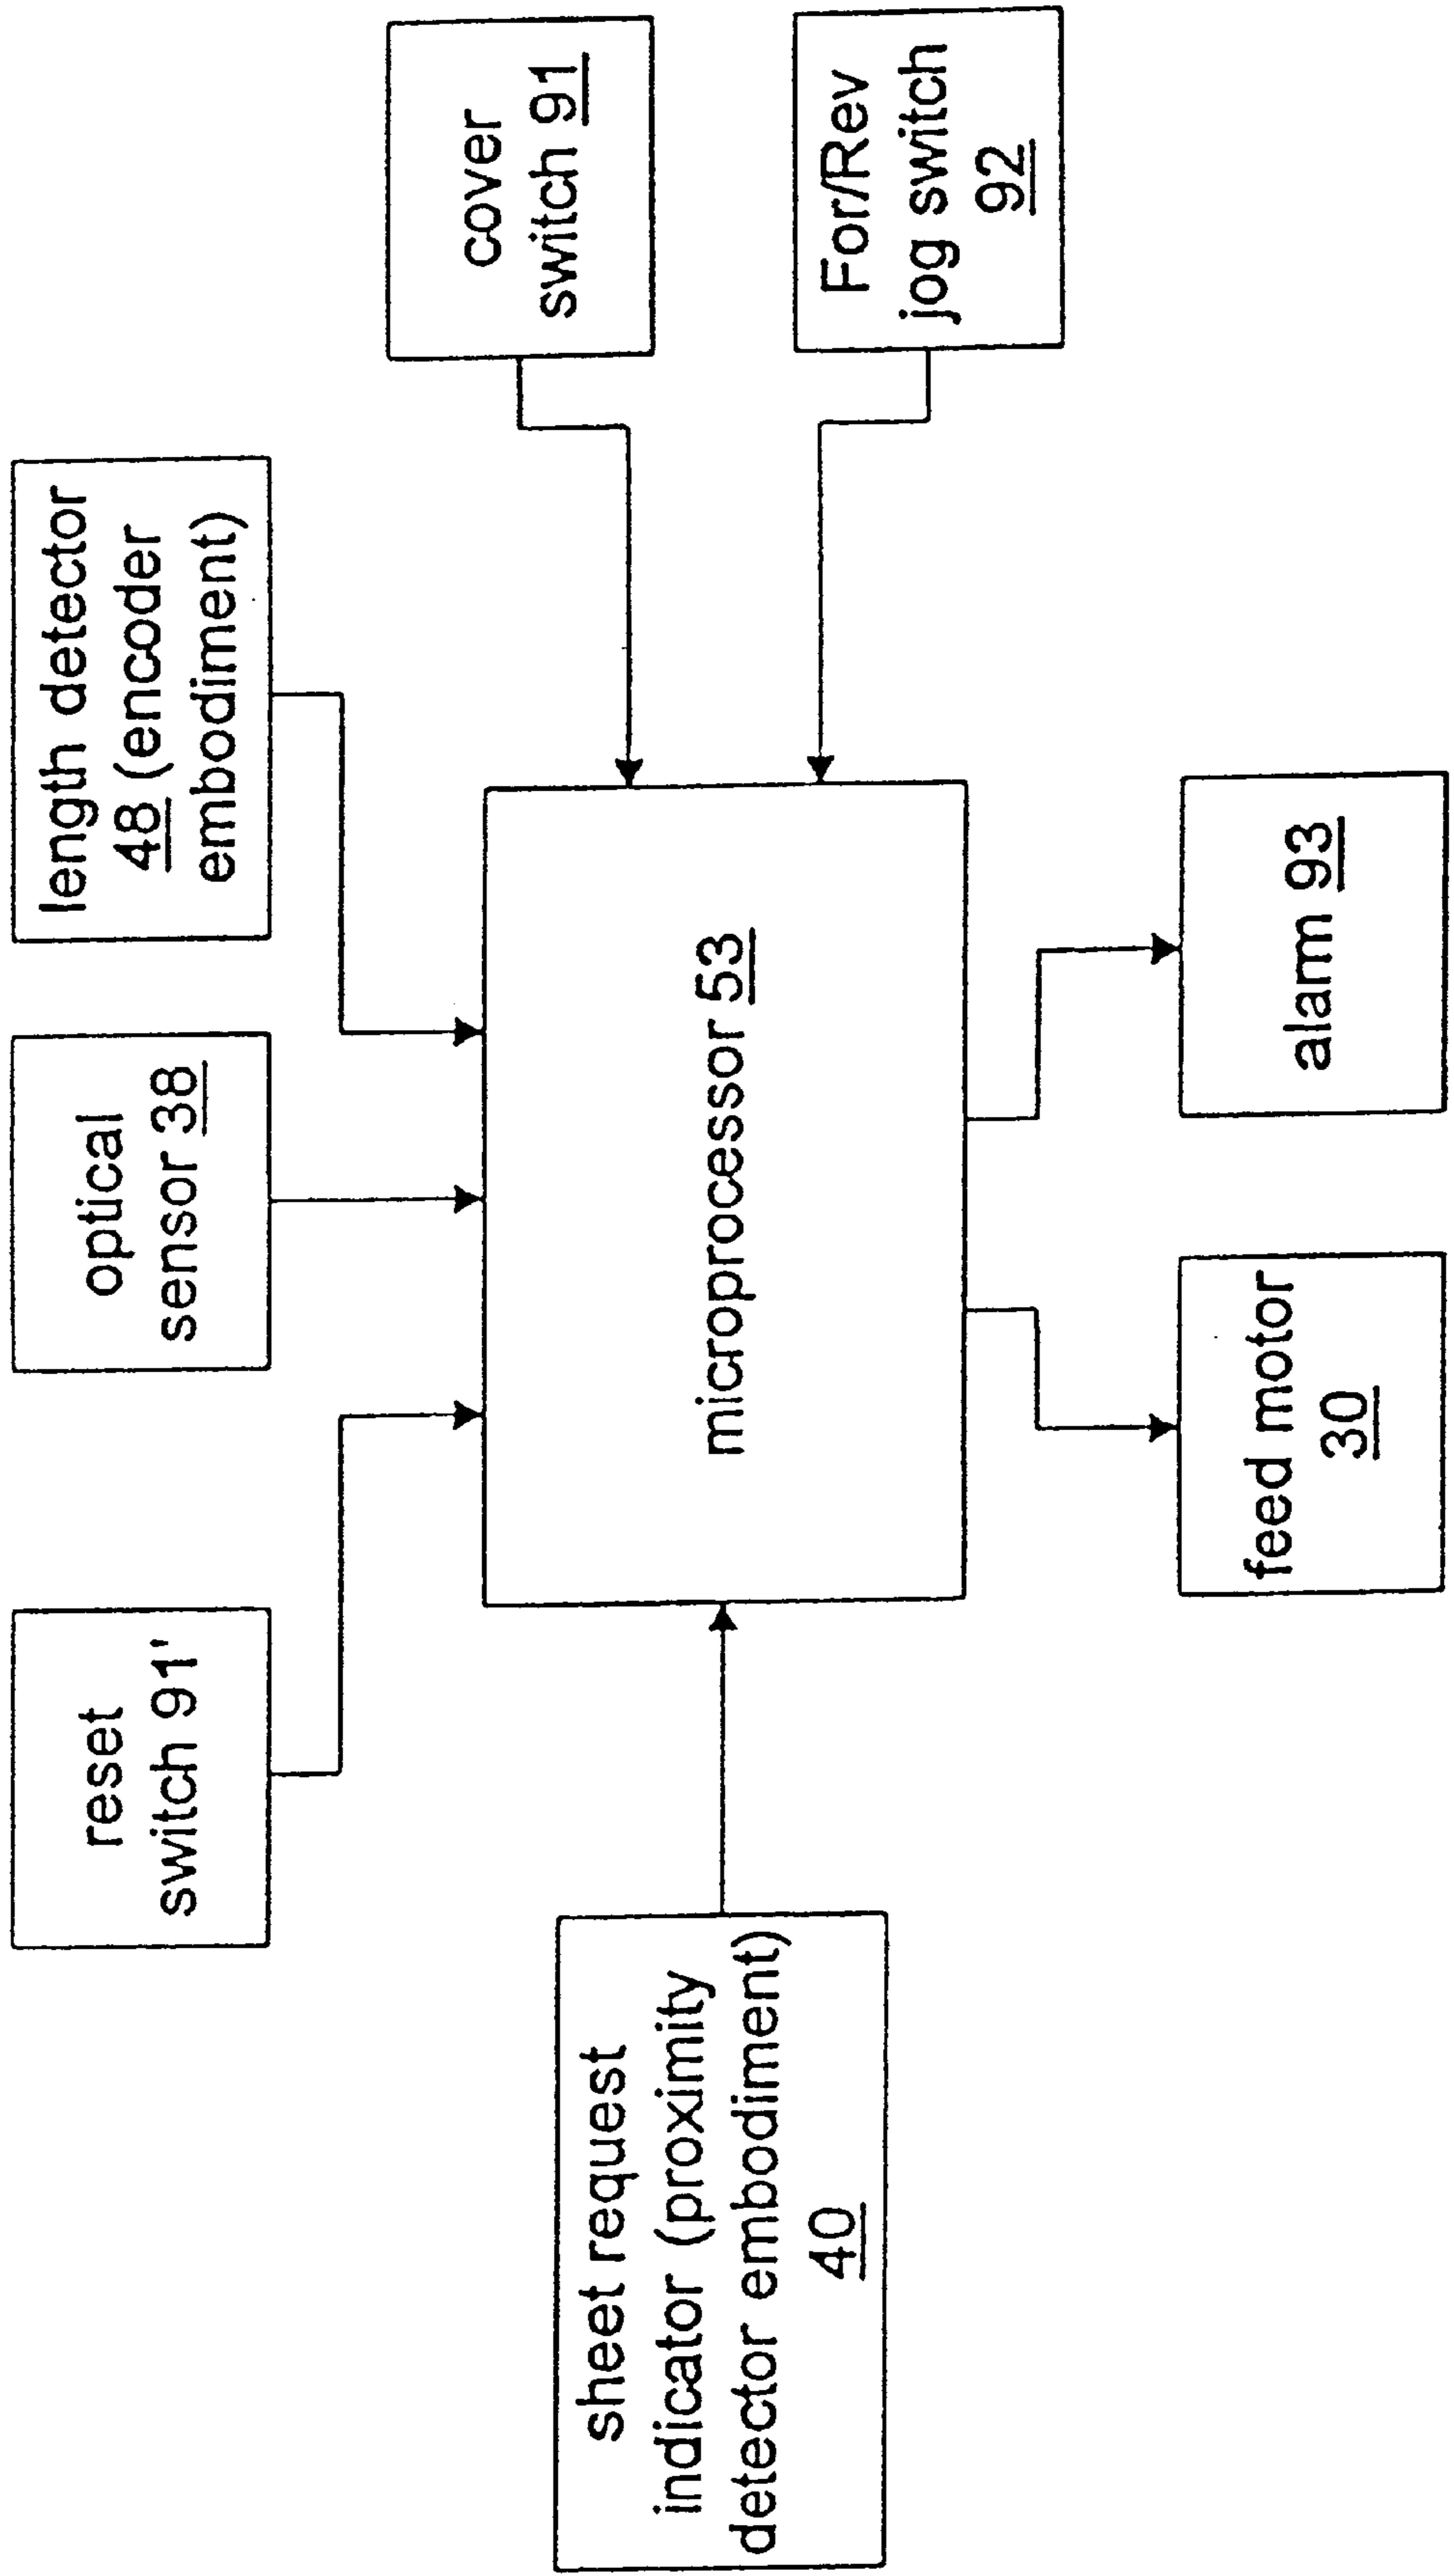 reset
switch 91'
optical
sensor 38
length detector
48 (encoder
embodiment)
cover
switch 91
For/Rev
jog switch
92
sheet request
indicator (proximity
detector embodiment)
40
microprocessor 53
feed motor
30
alarm 93